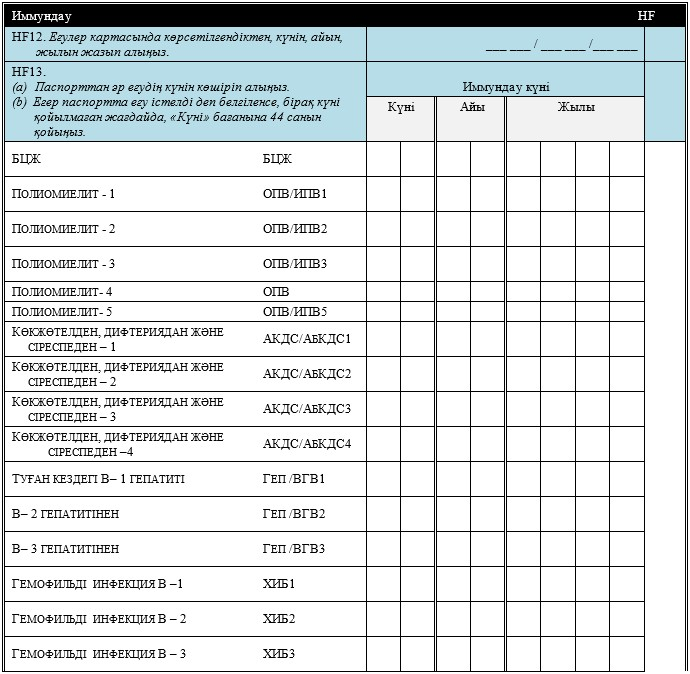 Иммундау HF
HF12. Егулер картасында көрсетілгендіктен, күнін, айын,
жылын жазып алыңыз.
___ ___ / ___ ___ /___ ___
HF13.
(a) Паспорттан әр егудің күнін көшіріп алыңыз.
(b) Егер паспортта егу істелді деп белгіленсе, бірақ күні
қойылмаған жағдайда, «Күні» бағанына 44 санын
қойыңыз.
Иммундау күні
Күні Айы Жылы
БЦЖ БЦЖ
Полиомиелит - 1 ОПВ/ИПВ1
Полиомиелит - 2 ОПВ/ИПВ2
Полиомиелит - 3 ОПВ/ИПВ3
Полиомиелит- 4 ОПВ
Полиомиелит- 5 ОПВ/ИПВ5
Көкжөтелден, дифтериядан және
сіреспеден – 1 АКДС/АбКДС1
Көкжөтелден, дифтериядан және
сіреспеден – 2 АКДС/АбКДС2
Көкжөтелден, дифтериядан және
сіреспеден – 3 АКДС/АбКДС3
Көкжөтелден, дифтериядан және
сіреспеден –4 АКДС/АбКДС4
Туған кездегі В– 1 гепатиті Геп /ВГВ1
В– 2 гепатитінен Геп /ВГВ2
В– 3 гепатитінен Геп /ВГВ3
Гемофильді инфекция В –1 ХИБ1
Гемофильді инфекция В – 2 ХИБ2
Гемофильді инфекция В – 3 ХИБ3